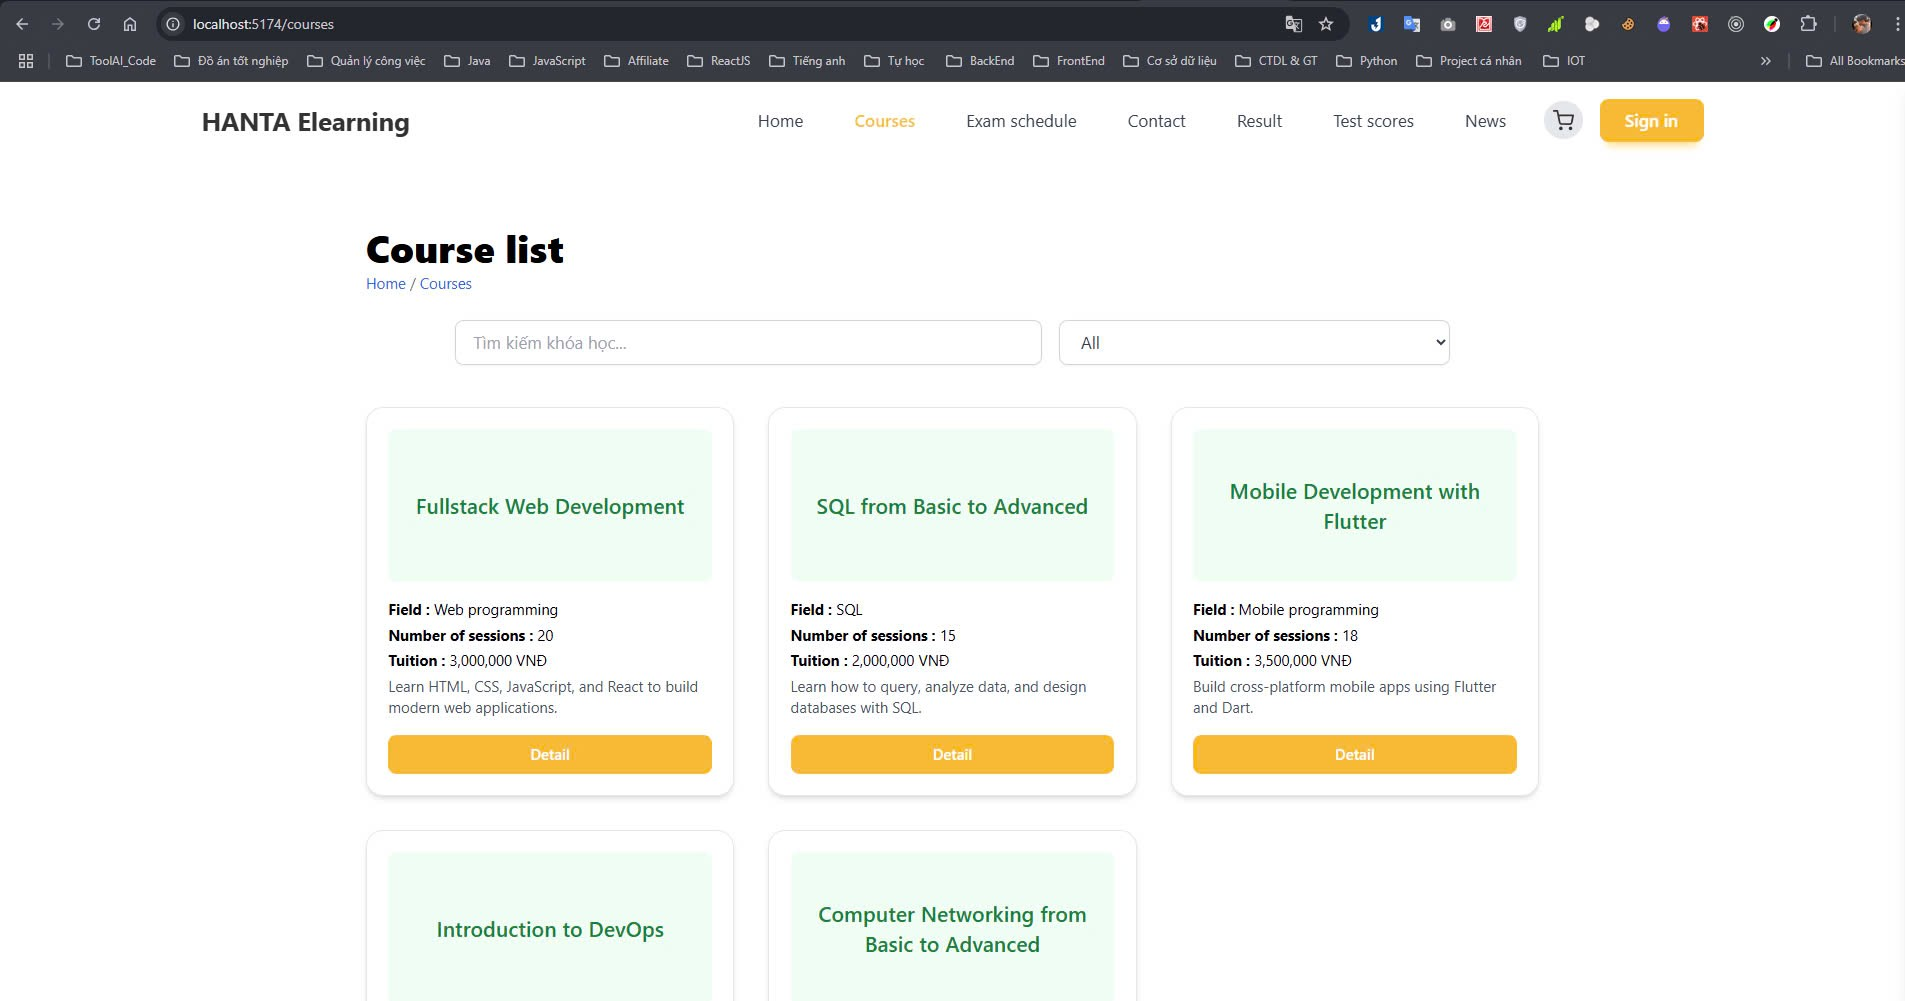 localhost:5174/courses
ToolAI_Code Đồ án tốt nghiệp Quản lý công việc Java JavaScript Affiliate ReactJS Tiếng anh Tự học BackEnd FrontEnd Cơ sở dữ liệu CTDL & GT Python Project cá nhân IOT All Bookmarks
HANTA Elearning Home Courses Exam schedule Contact Result Test scores News Sign in
Course list
Home / Courses
Tìm kiếm khóa học... All
Fullstack Web Development
Field : Web programming
Number of sessions : 20
Tuition : 3,000,000 VNĐ
Learn HTML, CSS, JavaScript, and React to build
modern web applications.
Detail
SQL from Basic to Advanced
Field : SQL
Number of sessions : 15
Tuition : 2,000,000 VNĐ
Learn how to query, analyze data, and design
databases with SQL.
Detail
Mobile Development with
Flutter
Field : Mobile programming
Number of sessions : 18
Tuition : 3,500,000 VNĐ
Build cross-platform mobile apps using Flutter
and Dart.
Detail
Introduction to DevOps
Computer Networking from
Basic to Advanced